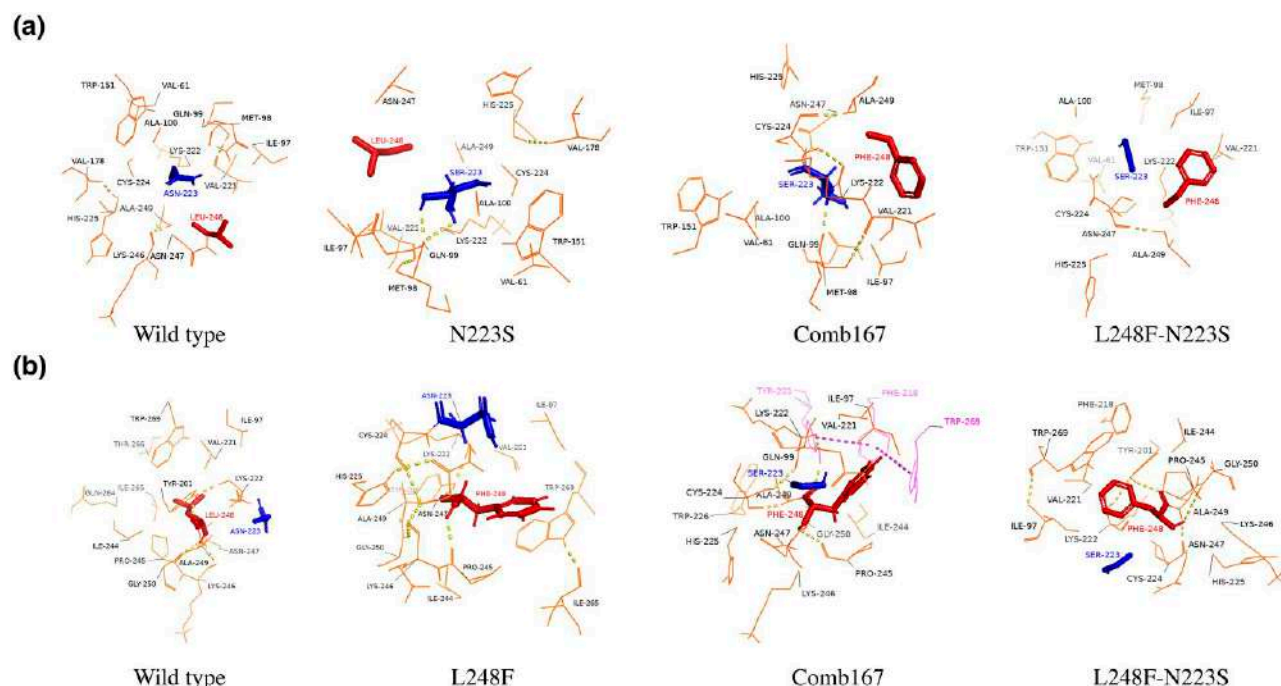 (a)
TRP-151
VAL-61
GLN-99
MET-98
ALA-100
LYS-222
ILE-97
VAL-178
CYS-224
VAL-221
ASN-223
ALA-249
HIS-225
LEU-248
LYS-246
ASN-247
Wild type
ASN-247
HIS-225
LEU-248
VAL-178
ALA-249
SER-223
CYS-224
ALA-100
LYS-222
ILE-97
GLN-99
TRP-151
MET-98
VAL-61
N223S
HIS-225
ASN-247
ALA-249
CYS-224
PHE-248
SER-223
LYS-222
ALA-100
VAL-221
TRP-151
VAL-61
GLN-99
ILE-97
MET-98
Comb167
MET-98
ALA-100
ILE-97
TRP-151
VAL-221
VAL-61
LYS-222
SER-223
PHE-248
CYS-224
ASN-247
ALA-249
HIS-225
L248F-N223S
(b)
TRP-269
ILE-97
VAL-221
TYR-201
LYS-222
ILE-265
GLN-264
LEU-248
ASN-223
ILE-244
ASN-247
PRO-245
ALA-249
GLY-250
LYS-246
Wild type
ASN-223
ILE-97
CYS-224
LYS-222
HIS-225
PHE-248
ALA-249
ASN-247
GLY-250
LYS-246
PRO-245
ILE-244
ILE-265
L248F
ILE-97
PHE-218
LYS-222
VAL-221
TRP-269
GLN-99
SER-223
CYS-224
ALA-249
PHE-248
TRP-226
ILE-244
HIS-225
ASN-247
GLY-250
PRO-245
LYS-246
Comb167
PHE-218
TRP-269
ILE-244
TYR-201
PRO-245
GLY-250
VAL-221
ALA-249
ILE-97
LYS-222
PHE-248
LYS-246
SER-223
ASN-247
CYS-224
HIS-225
L248F-N223S